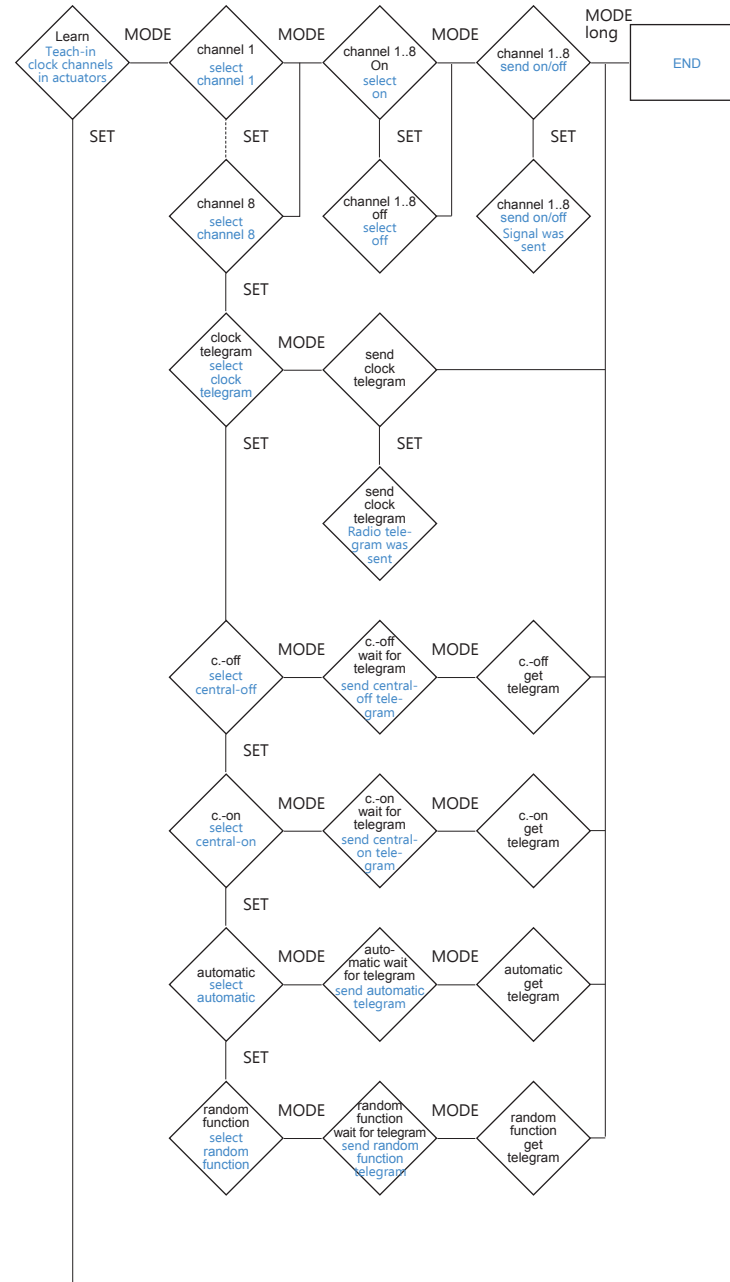 Learn
Teach-in
clock channels
in actuators
MODE
channel 1
select
channel 1
MODE
channel 1..8
On
select
on
MODE
channel 1..8
send on/off
MODE
long
END
SET
SET
SET
SET
channel 8
select
channel 8
channel 1..8
off
select
off
channel 1..8
send on/off
Signal was
sent
SET
clock
telegram
select
clock
telegram
MODE
send
clock
telegram
SET
SET
send
clock
telegram
Radio tele-
gram was
sent
c.-off
select
central-off
MODE
c.-off
wait for
telegram
send central-
off tele-
gram
MODE
c.-off
get
telegram
SET
c.-on
select
central-on
MODE
c.-on
wait for
telegram
send central-
on tele-
gram
MODE
c.-on
get
telegram
SET
automatic
select
automatic
MODE
auto-
matic wait
for telegram
send automatic
telegram
MODE
automatic
get
telegram
SET
random
function
select
random
function
MODE
random
function
wait for telegram
send random
function
telegram
MODE
random
function
get
telegram